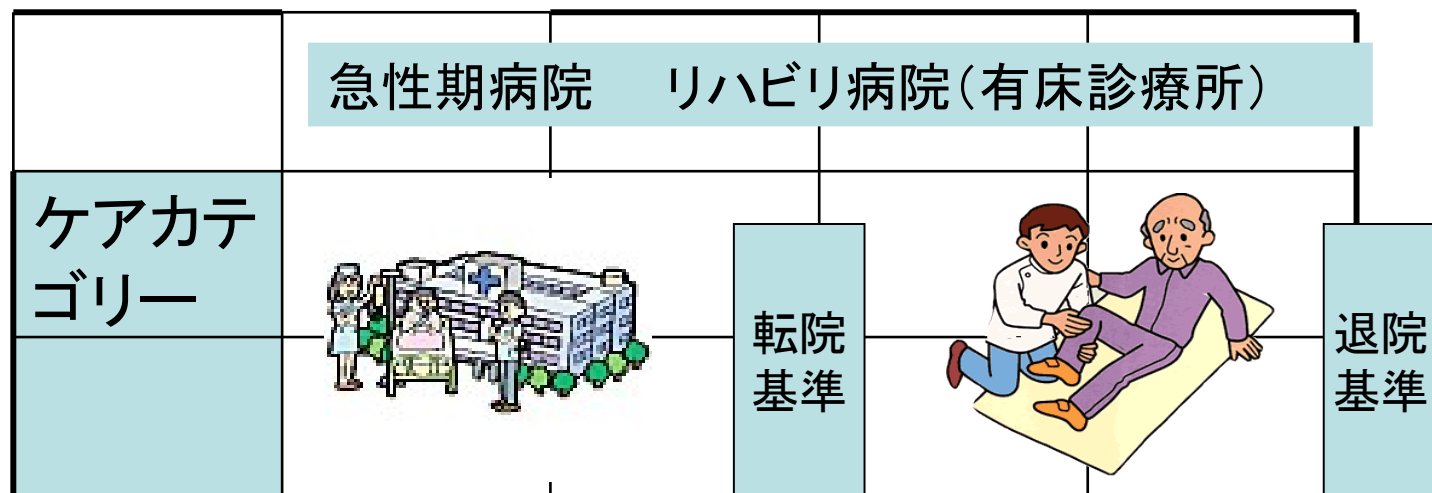 急性期病院　リハビリ病院（有床診療所）
ケアカテ
ゴリー
転院
基準
退院
基準